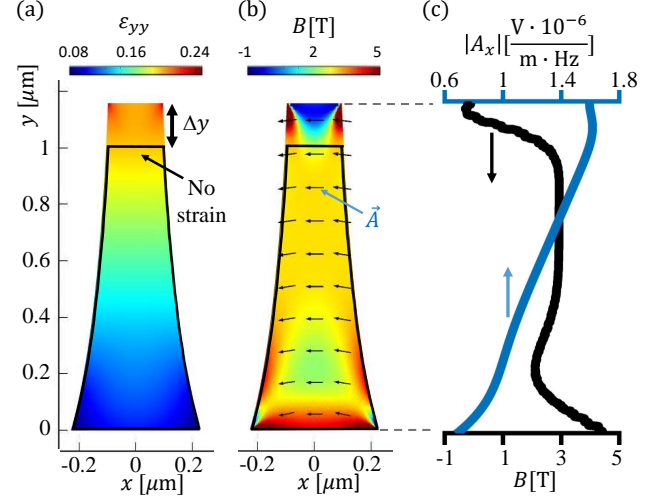 (a)
ε_yy
0.08 0.16 0.24
y [μm]
1
0.8
0.6
0.4
0.2
0
Δy
No
strain
-0.2 0 0.2
x [μm]
(b)
B[T]
-1 2 5
A⃗
-0.2 0 0.2
x [μm]
(c)
|A_x|[V · 10^-6 / m · Hz]
0.6 1 1.4 1.8
-1 1 3 5
B[T]